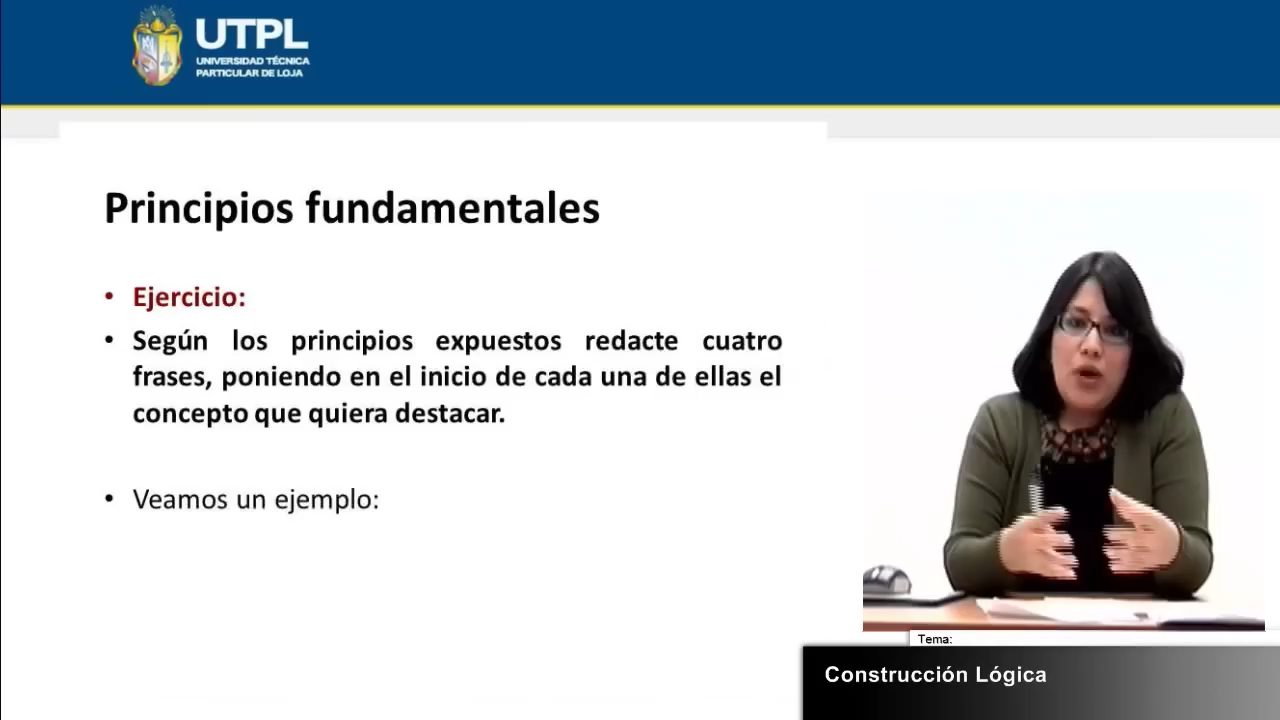 UTPL
UNIVERSIDAD TÉCNICA
PARTICULAR DE LOJA
Principios fundamentales
• Ejercicio:
• Según los principios expuestos redacte cuatro
frases, poniendo en el inicio de cada una de ellas el
concepto que quiera destacar.
• Veamos un ejemplo:
Tema:
Construcción Lógica